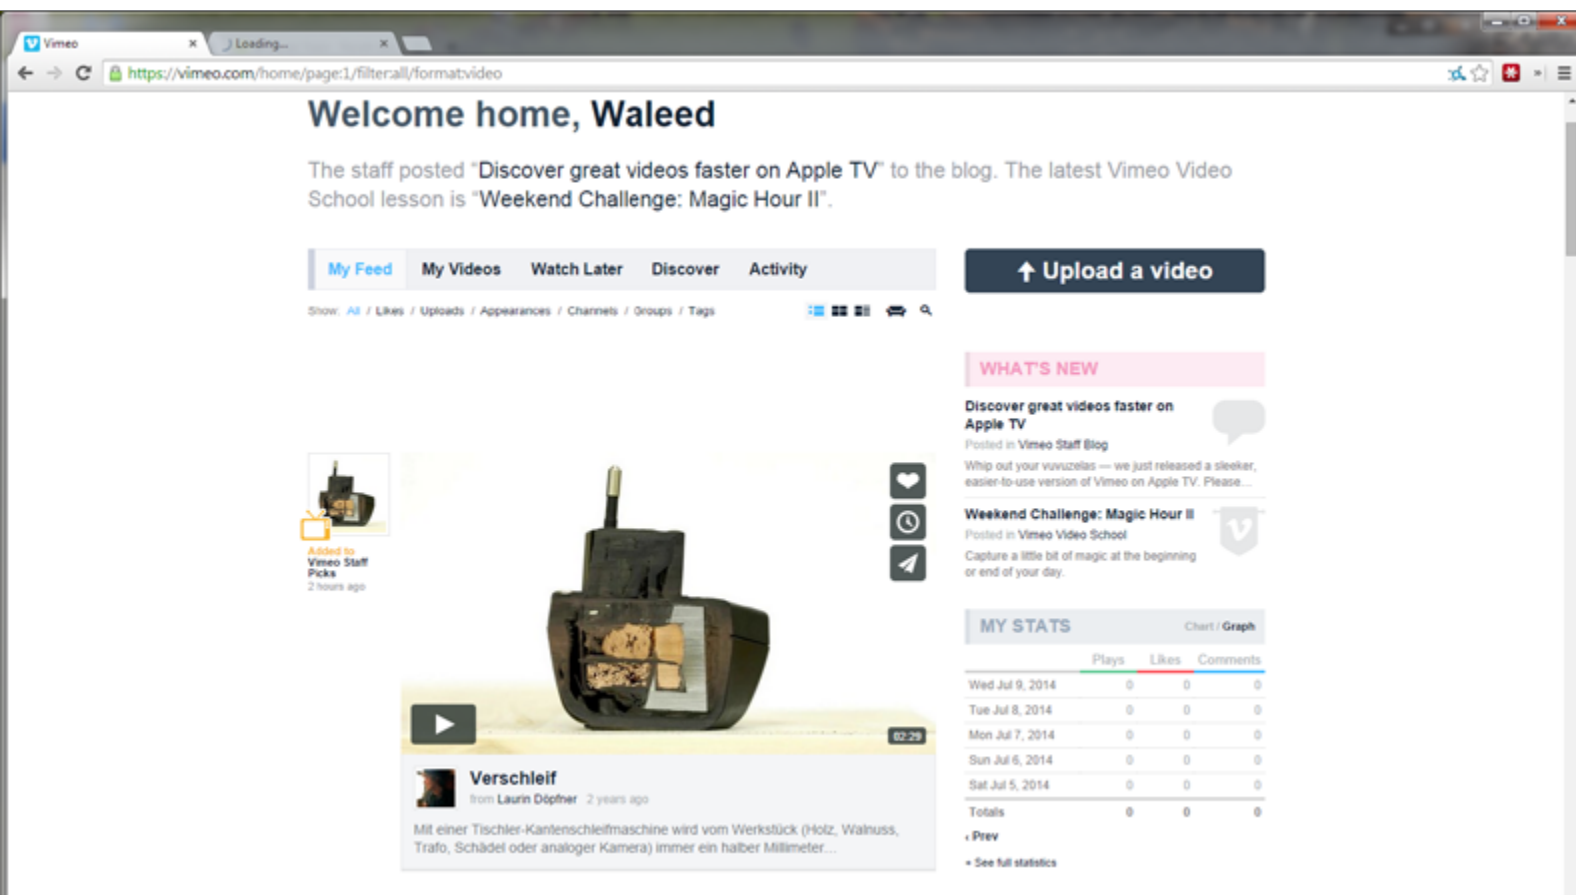 Vimeo
Loading...
https://vimeo.com/home/page:1/filter:all/format:video
Welcome home, Waleed
The staff posted “Discover great videos faster on Apple TV” to the blog. The latest Vimeo Video
School lesson is “Weekend Challenge: Magic Hour II”.
My Feed My Videos Watch Later Discover Activity
Upload a video
Show: All / Likes / Uploads / Appearances / Channels / Groups / Tags
Added to
Vimeo Staff
Picks
2 hours ago
02:29
Verschleif
from Laurin Döpfner 2 years ago
Mit einer Tischler-Kantenschleifmaschine wird vom Werkstück (Holz, Walnuss,
Trafo, Schädel oder analoger Kamera) immer ein halber Millimeter...
WHAT'S NEW
Discover great videos faster on
Apple TV
Posted in Vimeo Staff Blog
Whip out your vuvuzelas — we just released a sleeker,
easier-to-use version of Vimeo on Apple TV. Please...
Weekend Challenge: Magic Hour II
Posted in Vimeo Video School
Capture a little bit of magic at the beginning
or end of your day.
MY STATS Chart / Graph
Plays Likes Comments
Wed Jul 9, 2014 0 0 0
Tue Jul 8, 2014 0 0 0
Mon Jul 7, 2014 0 0 0
Sun Jul 6, 2014 0 0 0
Sat Jul 5, 2014 0 0 0
Totals 0 0 0
‹ Prev
+ See full statistics